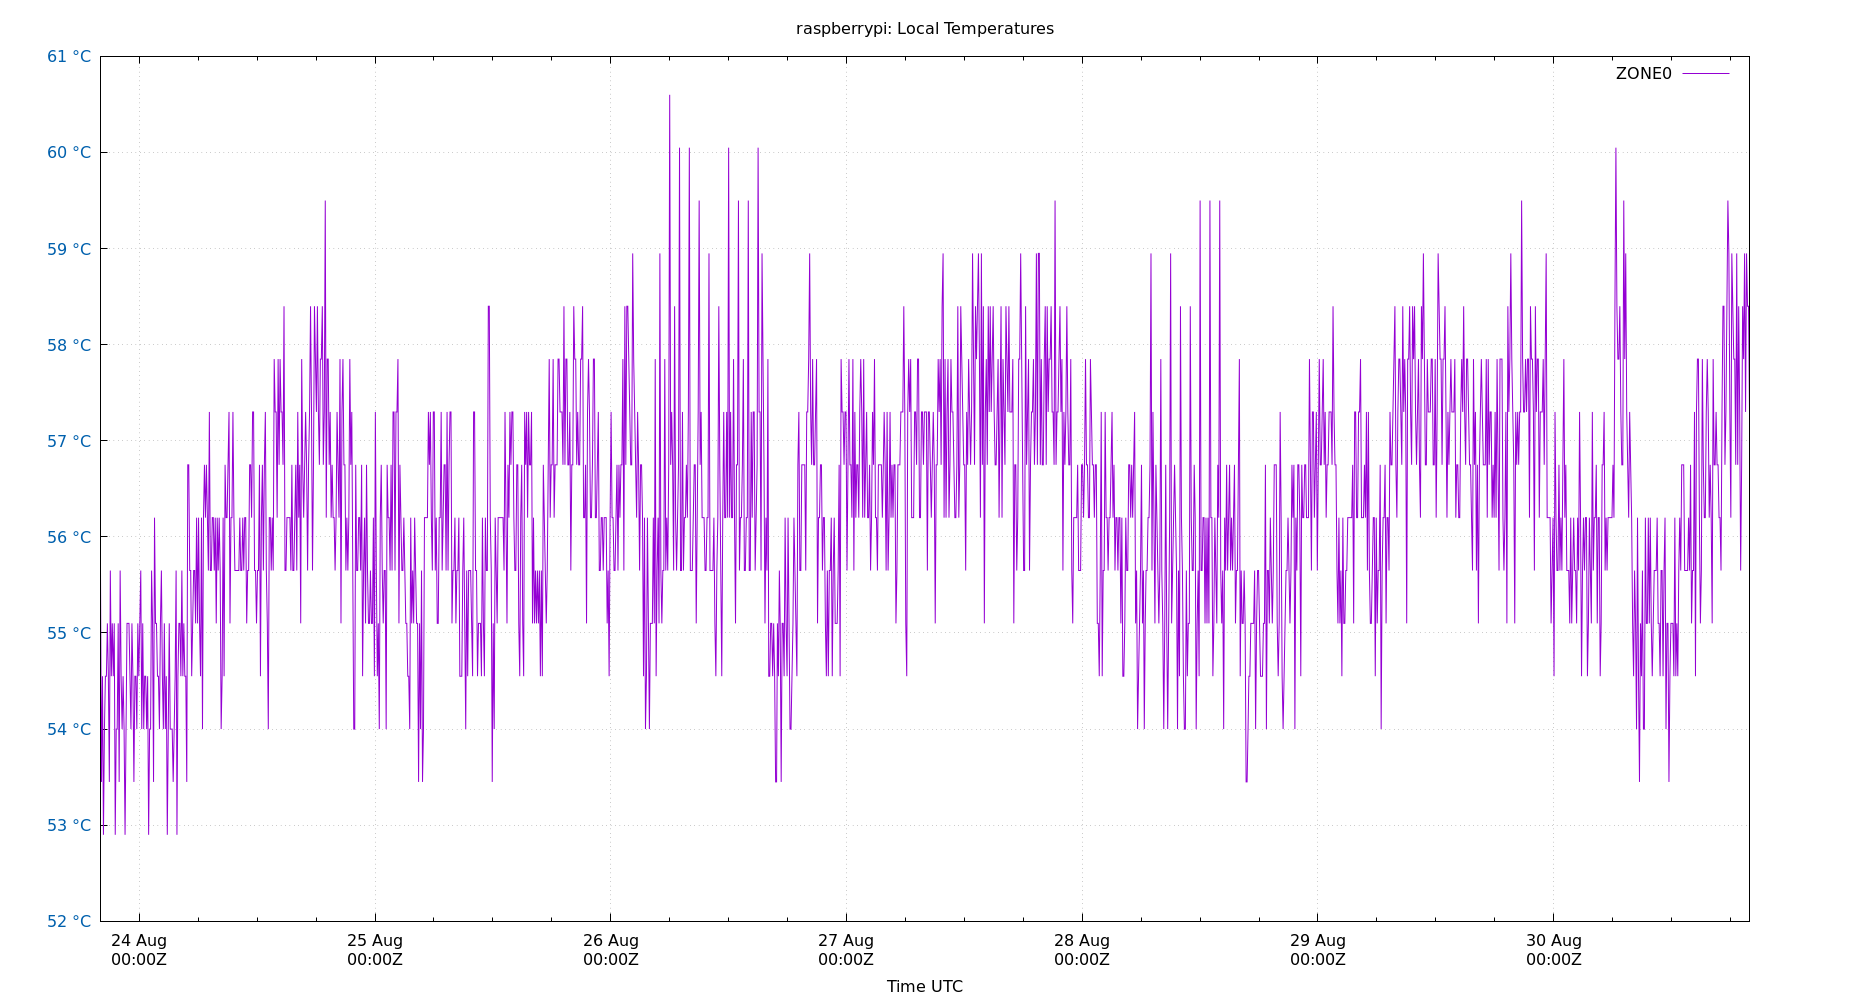 raspberrypi: Local Temperatures
61 °C
ZONE0
60 °C
59 °C
58 °C
57 °C
56 °C
55 °C
54 °C
53 °C
52 °C
24 Aug 25 Aug 26 Aug 27 Aug 28 Aug 29 Aug 30 Aug
00:00Z 00:00Z 00:00Z 00:00Z 00:00Z 00:00Z 00:00Z
Time UTC